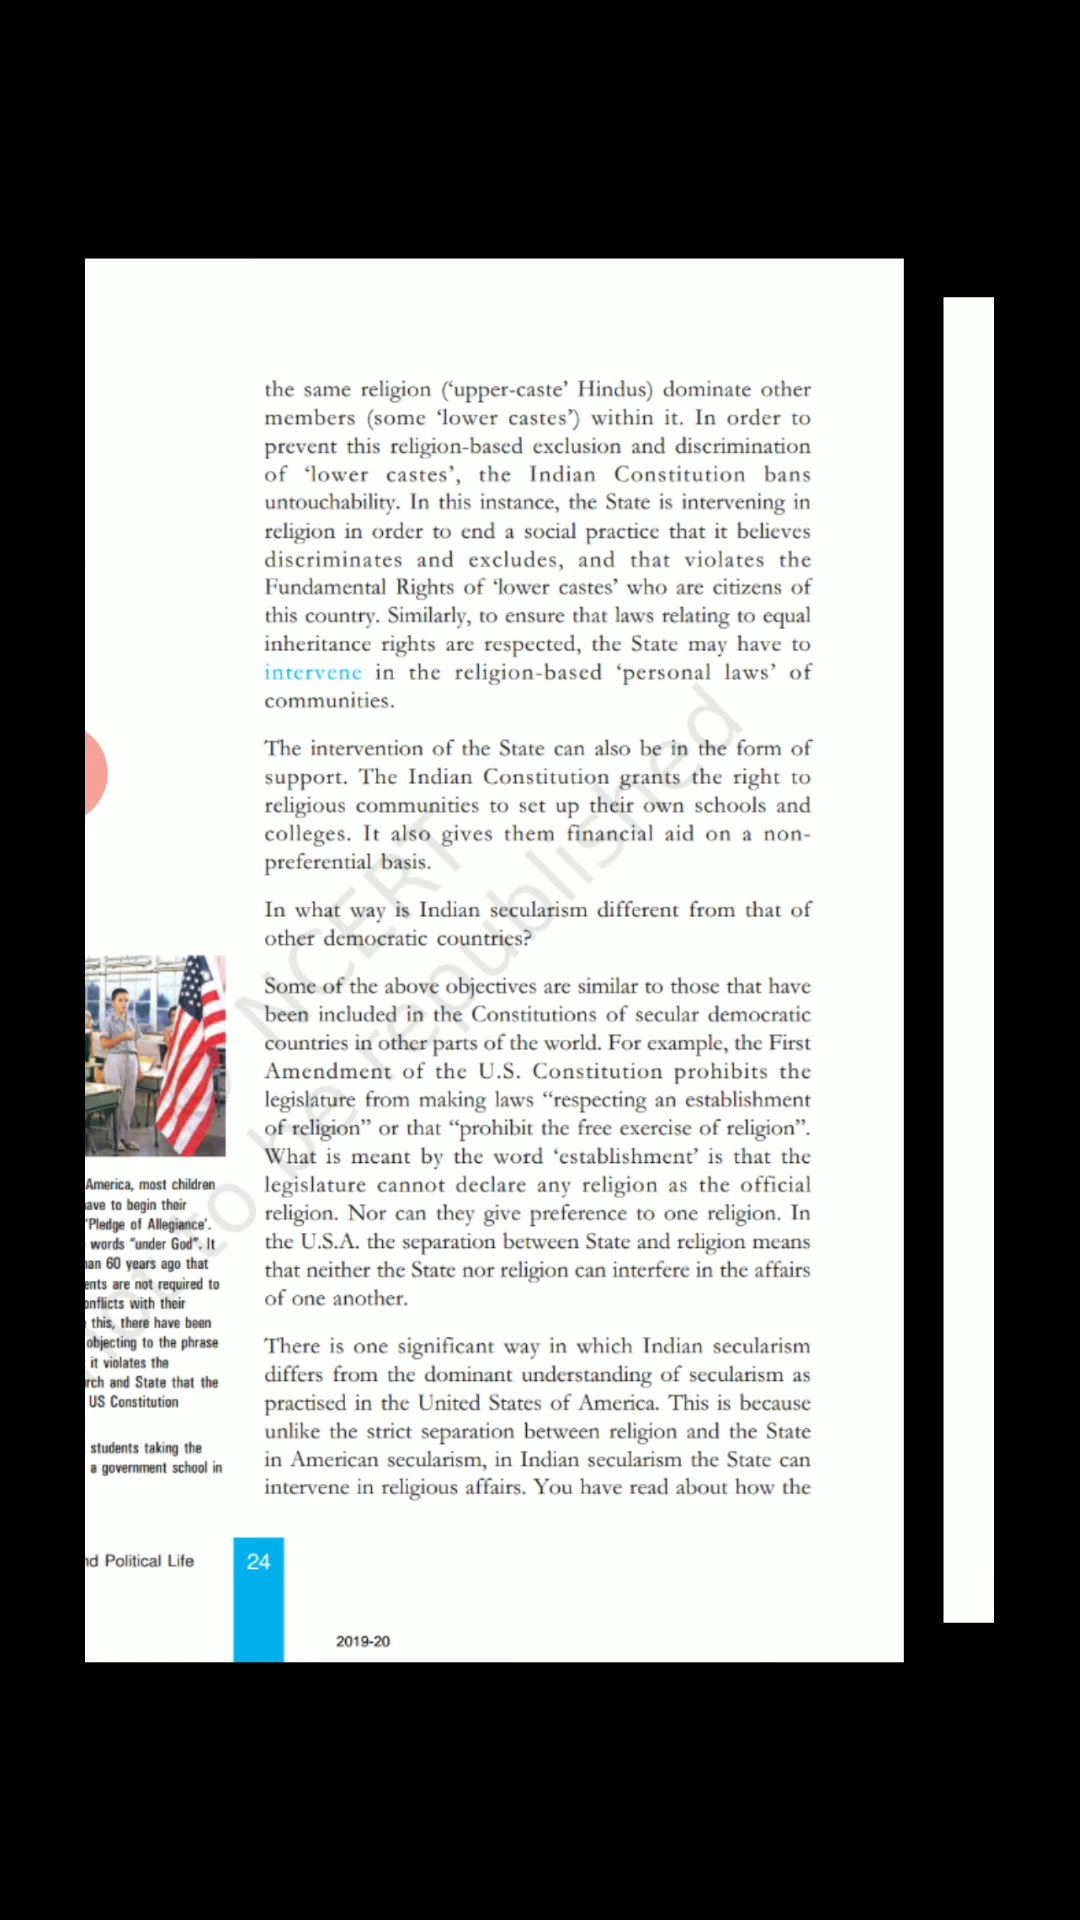 the same religion (‘upper-caste’ Hindus) dominate other
members (some ‘lower castes’) within it. In order to
prevent this religion-based exclusion and discrimination
of ‘lower castes’, the Indian Constitution bans
untouchability. In this instance, the State is intervening in
religion in order to end a social practice that it believes
discriminates and excludes, and that violates the
Fundamental Rights of ‘lower castes’ who are citizens of
this country. Similarly, to ensure that laws relating to equal
inheritance rights are respected, the State may have to
intervene in the religion-based ‘personal laws’ of
communities.
The intervention of the State can also be in the form of
support. The Indian Constitution grants the right to
religious communities to set up their own schools and
colleges. It also gives them financial aid on a non-
preferential basis.
In what way is Indian secularism different from that of
other democratic countries?
Some of the above objectives are similar to those that have
been included in the Constitutions of secular democratic
countries in other parts of the world. For example, the First
Amendment of the U.S. Constitution prohibits the
legislature from making laws “respecting an establishment
of religion” or that “prohibit the free exercise of religion”.
What is meant by the word ‘establishment’ is that the
legislature cannot declare any religion as the official
religion. Nor can they give preference to one religion. In
the U.S.A. the separation between State and religion means
that neither the State nor religion can interfere in the affairs
of one another.
There is one significant way in which Indian secularism
differs from the dominant understanding of secularism as
practised in the United States of America. This is because
unlike the strict separation between religion and the State
in American secularism, in Indian secularism the State can
intervene in religious affairs. You have read about how the
America, most children
ave to begin their
‘Pledge of Allegiance’.
words “under God”. It
an 60 years ago that
ents are not required to
onflicts with their
this, there have been
objecting to the phrase
it violates the
rch and State that the
US Constitution
students taking the
a government school in
nd Political Life
24
2019-20
NCERT
not to be republished